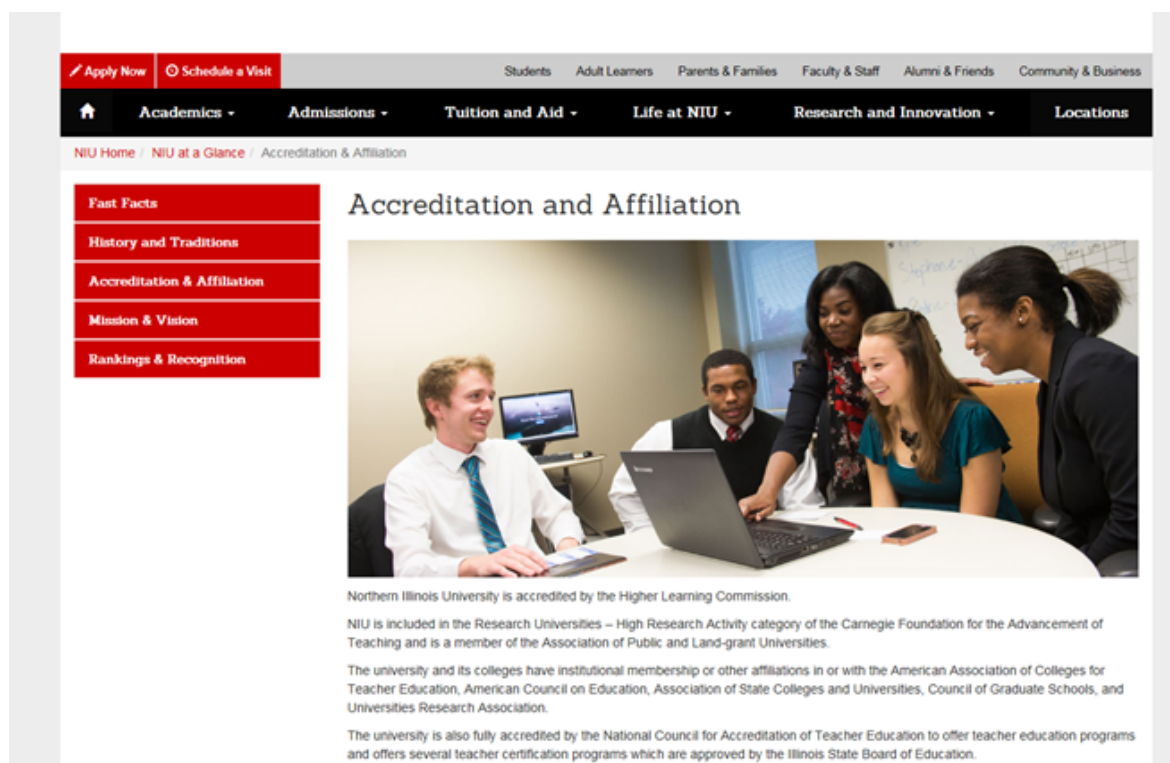 Apply Now
Schedule a Visit
Students Adult Learners Parents & Families Faculty & Staff Alumni & Friends Community & Business
Academics Admissions Tuition and Aid Life at NIU Research and Innovation Locations
NIU Home / NIU at a Glance / Accreditation & Affiliation
Fast Facts
History and Traditions
Accreditation & Affiliation
Mission & Vision
Rankings & Recognition
Accreditation and Affiliation
Northern Illinois University is accredited by the Higher Learning Commission.
NIU is included in the Research Universities – High Research Activity category of the Carnegie Foundation for the Advancement of
Teaching and is a member of the Association of Public and Land-grant Universities.
The university and its colleges have institutional membership or other affiliations in or with the American Association of Colleges for
Teacher Education, American Council on Education, Association of State Colleges and Universities, Council of Graduate Schools, and
Universities Research Association.
The university is also fully accredited by the National Council for Accreditation of Teacher Education to offer teacher education programs
and offers several teacher certification programs which are approved by the Illinois State Board of Education.